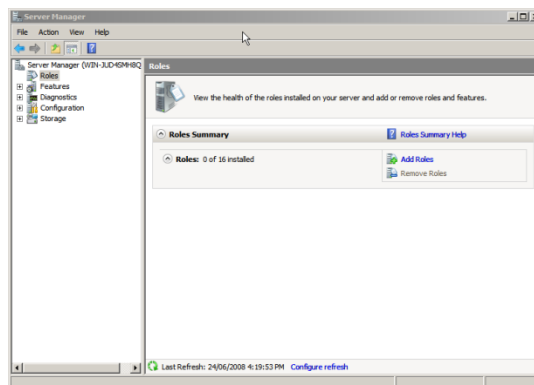 Server Manager
File Action View Help
Server Manager (WIN-JUD4SMH8Q
Roles
Features
Diagnostics
Configuration
Storage
Roles
View the health of the roles installed on your server and add or remove roles and features.
Roles Summary
Roles Summary Help
Roles: 0 of 16 installed
Add Roles
Remove Roles
Last Refresh: 24/06/2008 4:19:53 PM Configure refresh